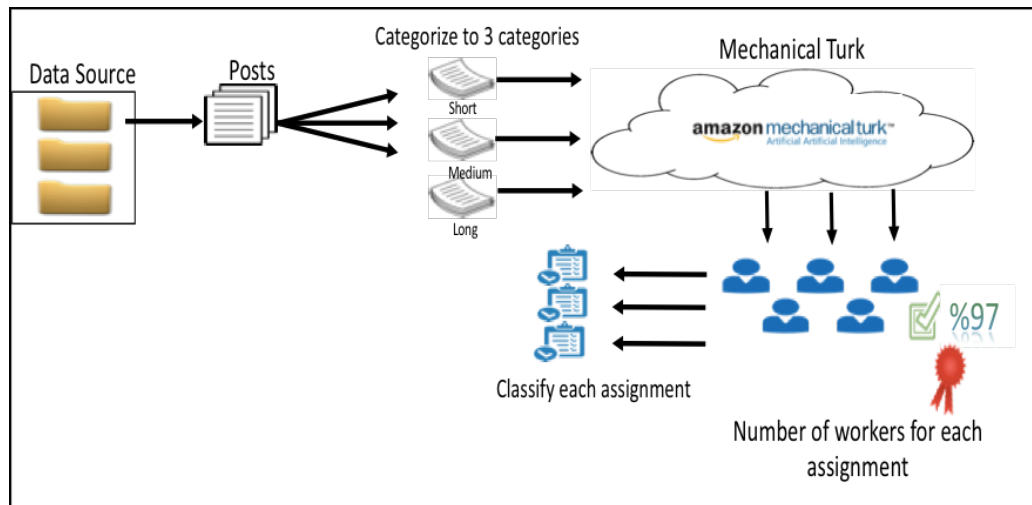 Data Source
Posts
Categorize to 3 categories
Short
Medium
Long
Mechanical Turk
amazon mechanical turk™
Artificial Artificial Intelligence
%97
Classify each assignment
Number of workers for each
assignment